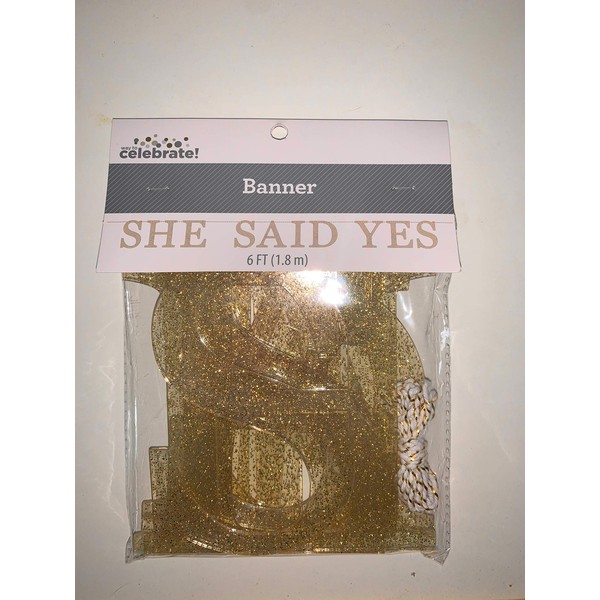 way to
celebrate!
Banner
SHE SAID YES
6 FT (1.8 m)